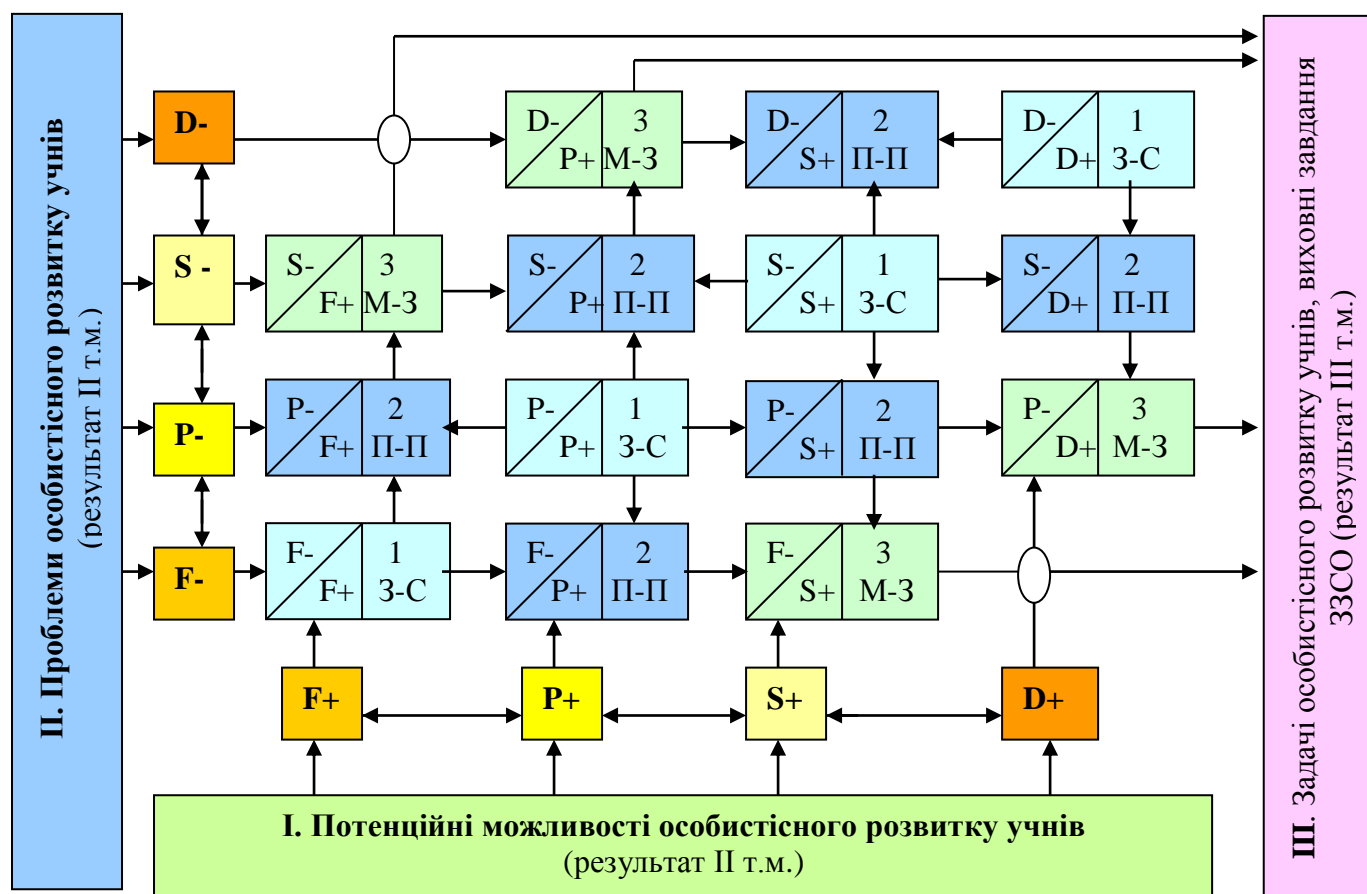 II. Проблеми особистісного розвитку учнів
(результат II т.м.)
D-
D- 3
P+ М-З
D- 2
S+ П-П
D- 1
D+ З-С
S -
S- 3
F+ М-З
S- 2
P+ П-П
S- 1
S+ З-С
S- 2
D+ П-П
P-
P- 2
F+ П-П
P- 1
P+ З-С
P- 2
S+ П-П
P- 3
D+ М-З
F-
F- 1
F+ З-С
F- 2
P+ П-П
F- 3
S+ М-З
F+
P+
S+
D+
I. Потенційні можливості особистісного розвитку учнів
(результат II т.м.)
III. Задачі особистісного розвитку учнів, виховні завдання
ЗЗСО (результат III т.м.)